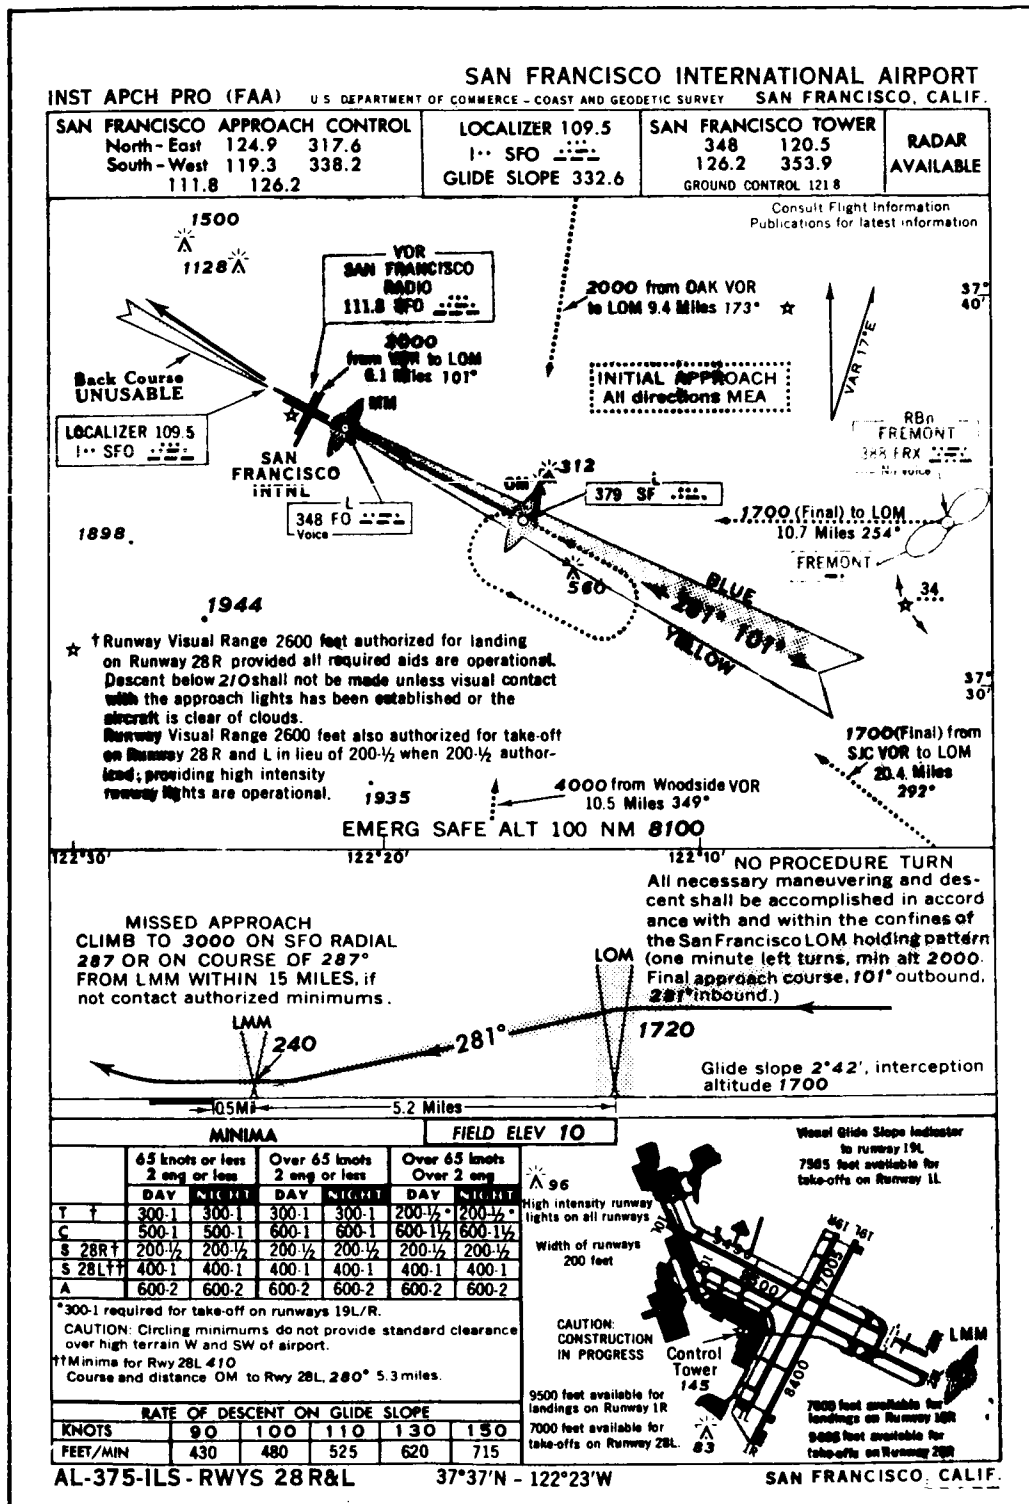 SAN FRANCISCO INTERNATIONAL AIRPORT
INST APCH PRO (FAA) U S DEPARTMENT OF COMMERCE - COAST AND GEODETIC SURVEY SAN FRANCISCO, CALIF.
SAN FRANCISCO APPROACH CONTROL
North-East 124.9 317.6
South-West 119.3 338.2
111.8 126.2
LOCALIZER 109.5
I-- SFO
GLIDE SLOPE 332.6
SAN FRANCISCO TOWER
348 120.5
126.2 353.9
GROUND CONTROL 121 8
RADAR
AVAILABLE
Consult Flight Information
Publications for latest information
1500
1128
VOR
SAN FRANCISCO
RADIO
111.8 SFO
2000 from OAK VOR
to LOM 9.4 Miles 173°
37°
40'
VAR 17°E
from VOR to LOM
6.1 Miles 101°
Back Course
UNUSABLE
MM
INITIAL APPROACH
All directions MEA
RBn
FREMONT
388 FRX
No voice
LOCALIZER 109.5
I-- SFO
SAN
FRANCISCO
INTNL
312
OM
L
379 SF
L
348 FO
Voice
1700 (Final) to LOM
10.7 Miles 254°
FREMONT
1898
560
BLUE
281° 101°
YELLOW
34
1944
† Runway Visual Range 2600 feet authorized for landing
on Runway 28R provided all required aids are operational.
Descent below 210 shall not be made unless visual contact
with the approach lights has been established or the
aircraft is clear of clouds.
Runway Visual Range 2600 feet also authorized for take-off
on Runway 28R and L in lieu of 200-½ when 200-½ author-
ized; providing high intensity
runway lights are operational.
37°
30'
1700(Final) from
SJC VOR to LOM
20.4 Miles
292°
1935
4000 from Woodside VOR
10.5 Miles 349°
EMERG SAFE ALT 100 NM 8100
122°30'
122°20'
122°10'
NO PROCEDURE TURN
All necessary maneuvering and des-
cent shall be accomplished in accord
ance with and within the confines of
the San Francisco LOM holding pattern
(one minute left turns, min alt 2000.
Final approach course, 101° outbound,
281° inbound.)
MISSED APPROACH
CLIMB TO 3000 ON SFO RADIAL
287 OR ON COURSE OF 287°
FROM LMM WITHIN 15 MILES, if
not contact authorized minimums.
LOM
LMM
240
281°
1720
Glide slope 2°42', interception
altitude 1700
0.5Mi
5.2 Miles
MINIMA
FIELD ELEV 10
65 knots or less
2 eng or less
Over 65 knots
2 eng or less
Over 65 knots
Over 2 eng
DAY NIGHT DAY NIGHT DAY NIGHT
T † 300-1 300-1 300-1 300-1 200-½* 200-½*
C 500-1 500-1 600-1 600-1 600-1½ 600-1½
S 28R† 200-½ 200-½ 200-½ 200-½ 200-½ 200-½
S 28L†† 400-1 400-1 400-1 400-1 400-1 400-1
A 600-2 600-2 600-2 600-2 600-2 600-2
*300-1 required for take-off on runways 19L/R.
CAUTION: Circling minimums do not provide standard clearance
over high terrain W and SW of airport.
††Minima for Rwy 28L 410
Course and distance OM to Rwy 28L, 280° 5.3 miles.
RATE OF DESCENT ON GLIDE SLOPE
KNOTS 90 100 110 130 150
FEET/MIN 430 480 525 620 715
Visual Glide Slope Indicator
to runway 19L
7565 feet available for
take-offs on Runway 1L
96
High intensity runway
lights on all runways
Width of runways
200 feet
10L
19R 19L
7005
CAUTION:
CONSTRUCTION
IN PROGRESS
Control
Tower
145
8400
LMM
1R
83
9500 feet available for
landings on Runway 1R
7000 feet available for
take-offs on Runway 28L.
landings on Runway
take-offs on Runway
AL-375-ILS - RWYS 28 R&L 37°37'N - 122°23'W SAN FRANCISCO, CALIF.